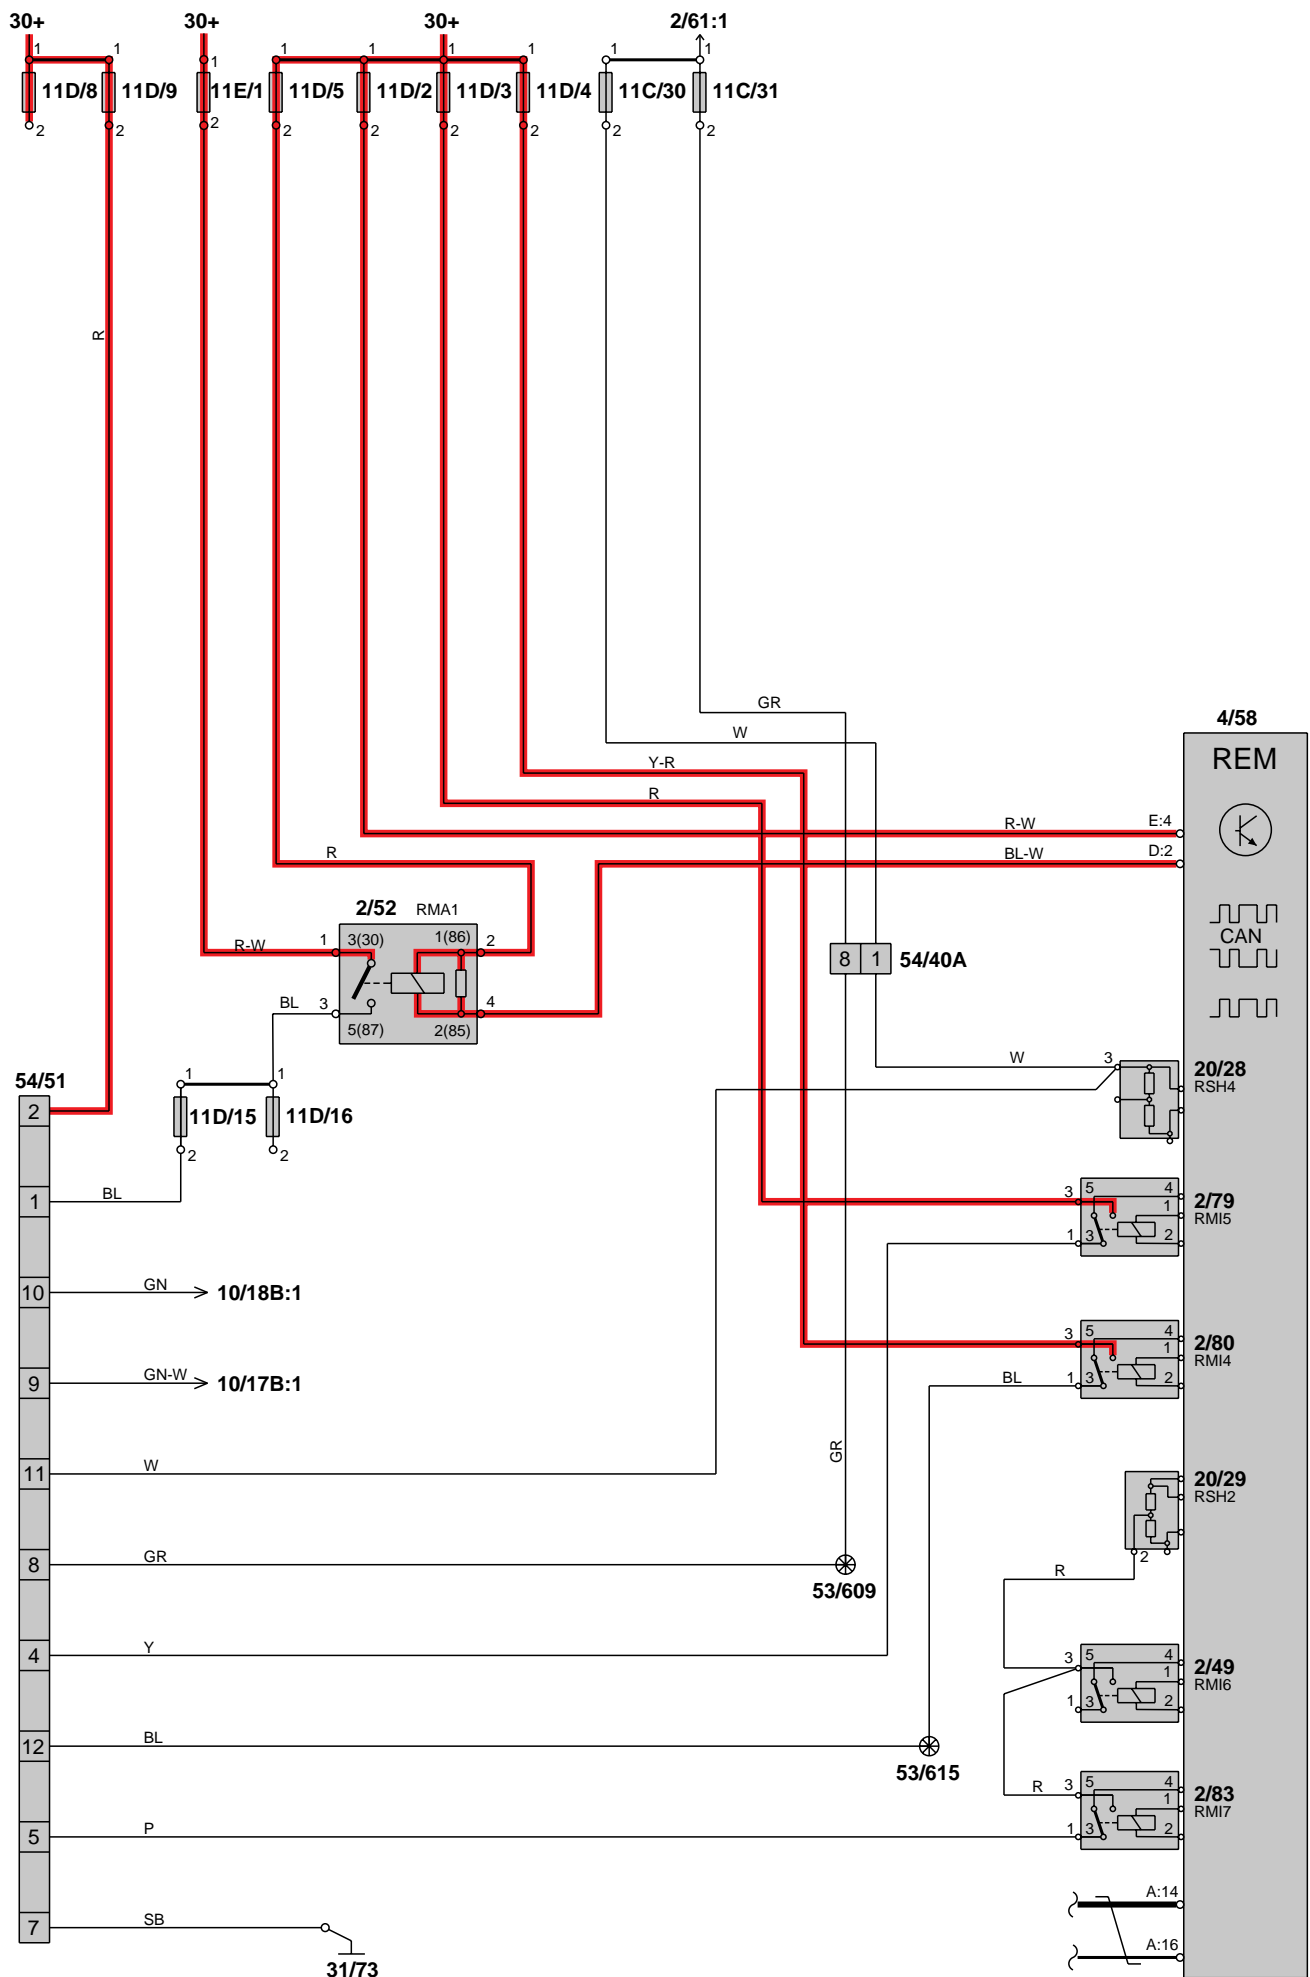 30+ 30+ 30+ 2/61:1
1 1 1 1 1 1 1 1 1
11D/8 11D/9 11E/1 11D/5 11D/2 11D/3 11D/4 11C/30 11C/31
2 2 2 2 2 2 2 2 2
R
GR
4/58
W
REM
Y-R
R
R-W E:4
R BL-W D:2
2/52 RMA1
CAN
R-W 1 3(30) 1(86) 2
8 1 54/40A
BL 3 5(87) 2(85) 4
W 3 20/28
RSH4
54/51
1 1
2 11D/15 11D/16
2 2
1 BL
3 5 4 2/79
1 RMI5
1 3 2
10 GN 10/18B:1
3 5 4 2/80
1 RMI4
BL 1 3 2
9 GN-W 10/17B:1
GR
11 W
20/29
RSH2
2
8 GR
R
53/609
4 Y
3 5 4 2/49
1 RMI6
1 3 2
12 BL
53/615
R 3 5 4 2/83
1 RMI7
1 3 2
5 P
A:14
7 SB
A:16
31/73